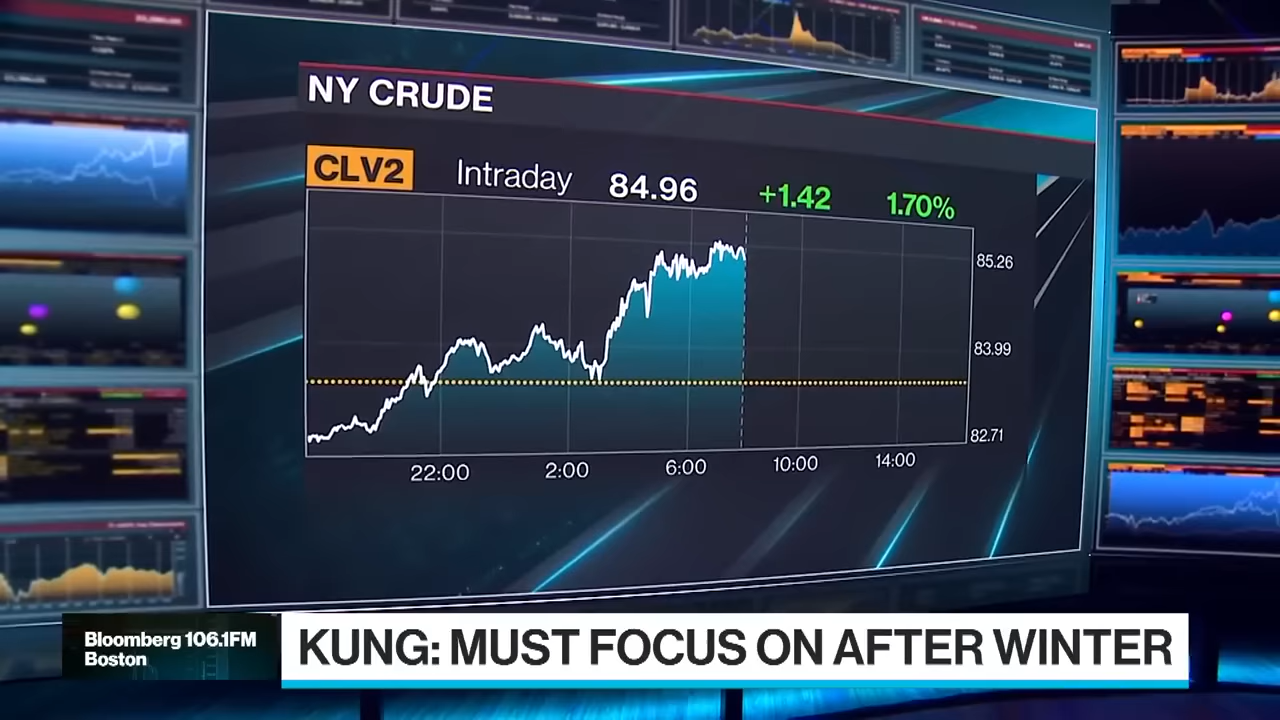 NY CRUDE
CLV2 Intraday 84.96 +1.42 1.70%
85.26
83.99
82.71
22:00 2:00 6:00 10:00 14:00
Bloomberg 106.1FM
Boston
KUNG: MUST FOCUS ON AFTER WINTER